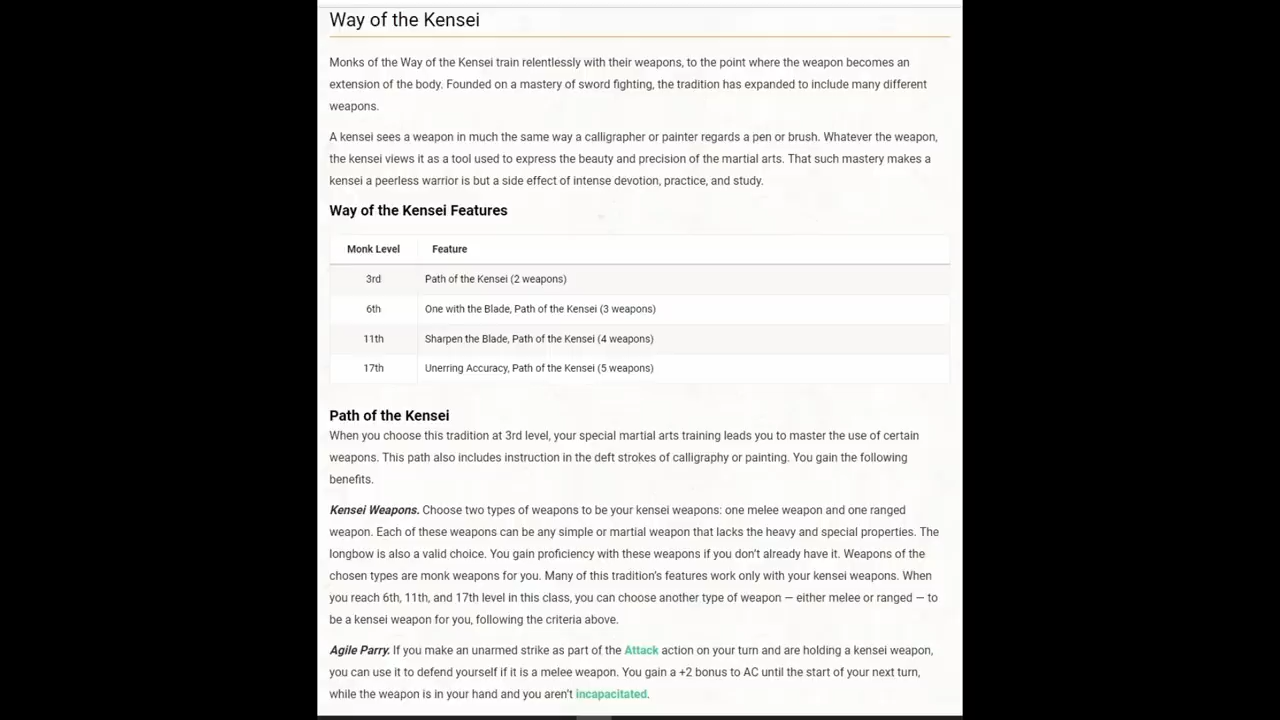 Way of the Kensei
Monks of the Way of the Kensei train relentlessly with their weapons, to the point where the weapon becomes an
extension of the body. Founded on a mastery of sword fighting, the tradition has expanded to include many different
weapons.
A kensei sees a weapon in much the same way a calligrapher or painter regards a pen or brush. Whatever the weapon,
the kensei views it as a tool used to express the beauty and precision of the martial arts. That such mastery makes a
kensei a peerless warrior is but a side effect of intense devotion, practice, and study.
Way of the Kensei Features
Monk Level Feature
3rd Path of the Kensei (2 weapons)
6th One with the Blade, Path of the Kensei (3 weapons)
11th Sharpen the Blade, Path of the Kensei (4 weapons)
17th Unerring Accuracy, Path of the Kensei (5 weapons)
Path of the Kensei
When you choose this tradition at 3rd level, your special martial arts training leads you to master the use of certain
weapons. This path also includes instruction in the deft strokes of calligraphy or painting. You gain the following
benefits.
Kensei Weapons. Choose two types of weapons to be your kensei weapons: one melee weapon and one ranged
weapon. Each of these weapons can be any simple or martial weapon that lacks the heavy and special properties. The
longbow is also a valid choice. You gain proficiency with these weapons if you don't already have it. Weapons of the
chosen types are monk weapons for you. Many of this tradition's features work only with your kensei weapons. When
you reach 6th, 11th, and 17th level in this class, you can choose another type of weapon — either melee or ranged — to
be a kensei weapon for you, following the criteria above.
Agile Parry. If you make an unarmed strike as part of the Attack action on your turn and are holding a kensei weapon,
you can use it to defend yourself if it is a melee weapon. You gain a +2 bonus to AC until the start of your next turn,
while the weapon is in your hand and you aren't incapacitated.